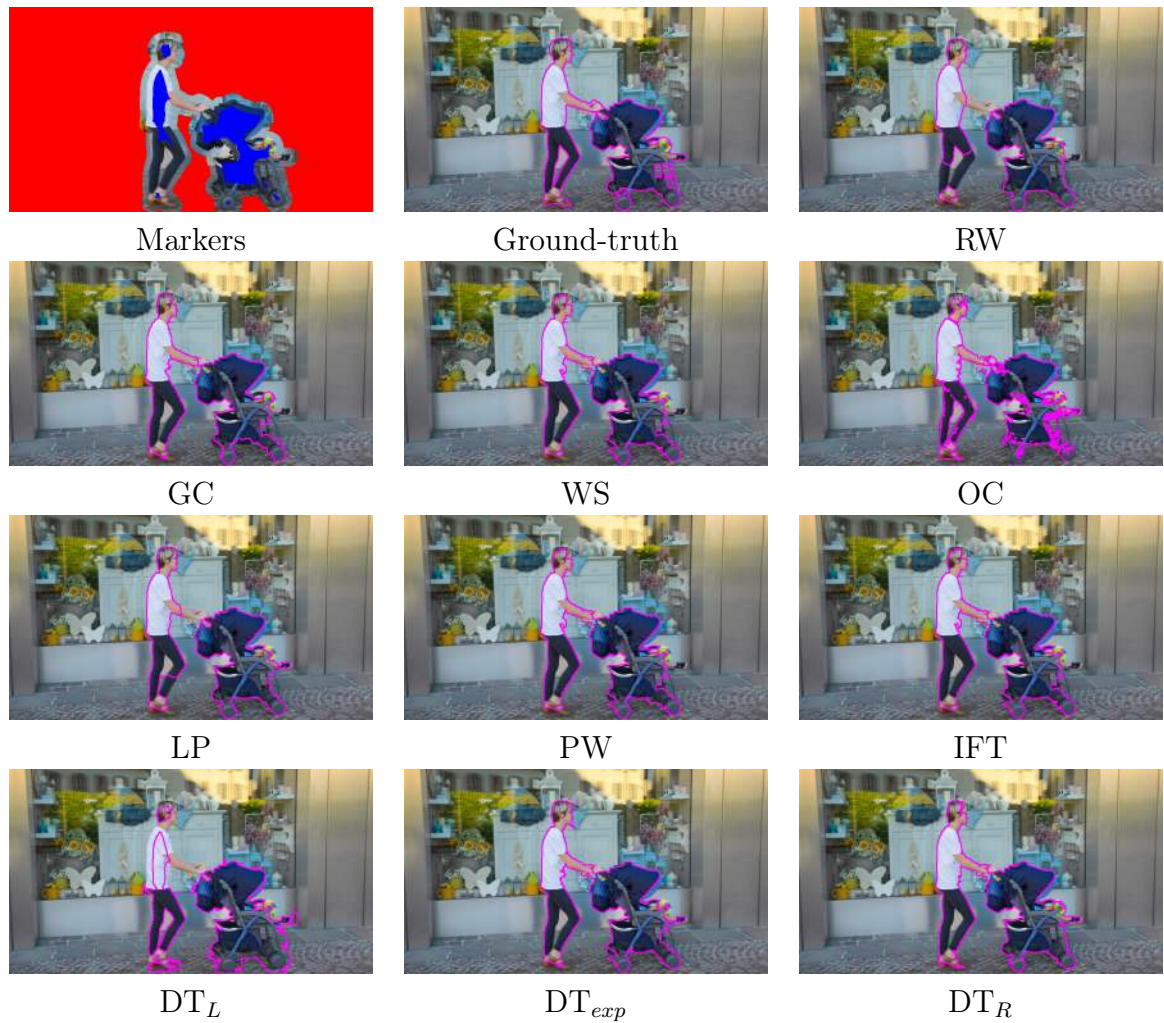 Markers
Ground-truth
RW
GC
WS
OC
LP
PW
IFT
DT_L
DT_exp
DT_R